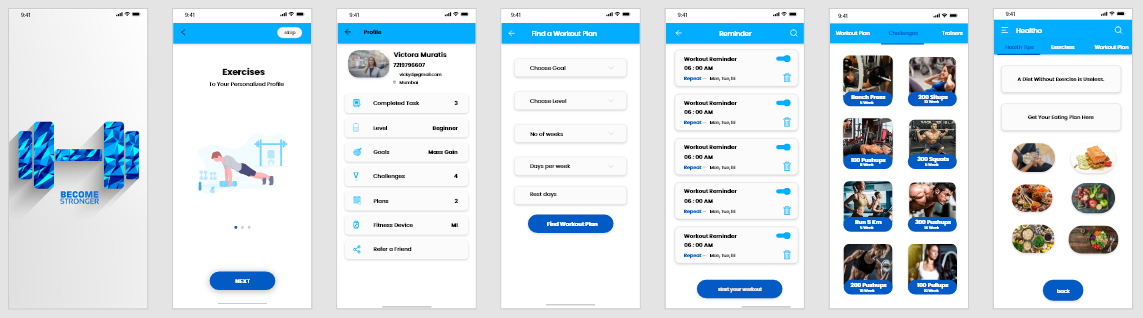 9:41
BECOME
STRONGER
9:41
Skip
Exercises
To Your Personalized Profile
NEXT
9:41
Profile
Victora Muratis
7219796607
vicky3@gmail.com
Mumbai
Completed Task 3
Level Beginner
Goals Mass Gain
Challenges 4
Plans 2
Fitness Device MI
Refer a Friend
9:41
Find a Workout Plan
Choose Goal
Choose Level
No of weeks
Days per week
Rest days
Find Workout Plan
9:41
Reminder
Workout Reminder
06 : 00 AM
Repeat – Mon, Tue, fri
Workout Reminder
06 : 00 AM
Repeat – Mon, Tue, fri
Workout Reminder
06 : 00 AM
Repeat – Mon, Tue, fri
Workout Reminder
06 : 00 AM
Repeat – Mon, Tue, fri
Workout Reminder
06 : 00 AM
Repeat – Mon, Tue, fri
start your workout
9:41
Workout Plan Challenges Trainers
Bench Press
5 Week
200 Situps
10 Week
100 Pushups
5 Week
300 Squats
5 Week
Run 5 Km
5 Week
300 Pushups
15 Week
200 Pushups
10 Week
100 Pullups
15 Week
9:41
Healtho
Health Tips Exercises Workout Plan
A Diet Without Exercise is Useless.
Get Your Eating Plan Here
back